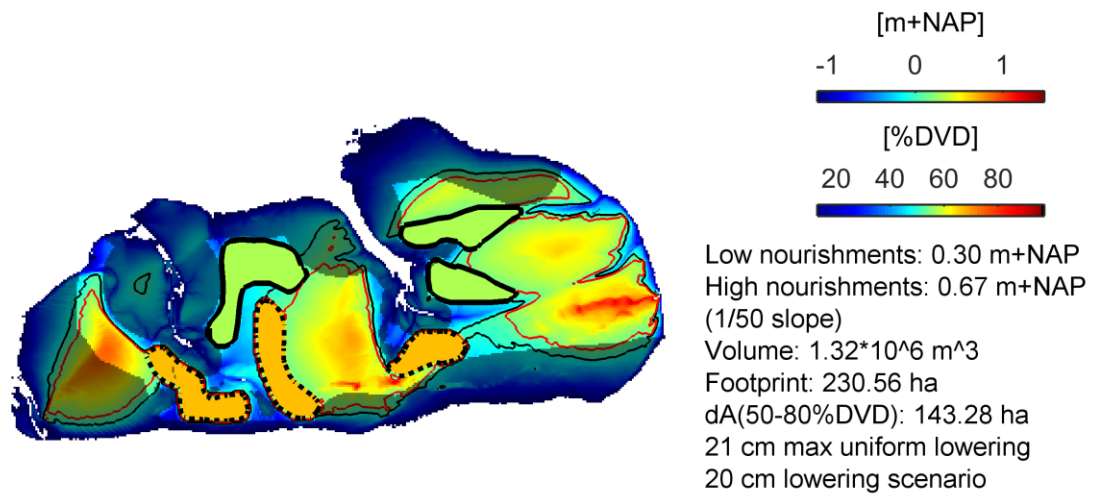 [m+NAP]
-1 0 1
[%DVD]
20 40 60 80
Low nourishments: 0.30 m+NAP
High nourishments: 0.67 m+NAP
(1/50 slope)
Volume: 1.32*10^6 m^3
Footprint: 230.56 ha
dA(50-80%DVD): 143.28 ha
21 cm max uniform lowering
20 cm lowering scenario